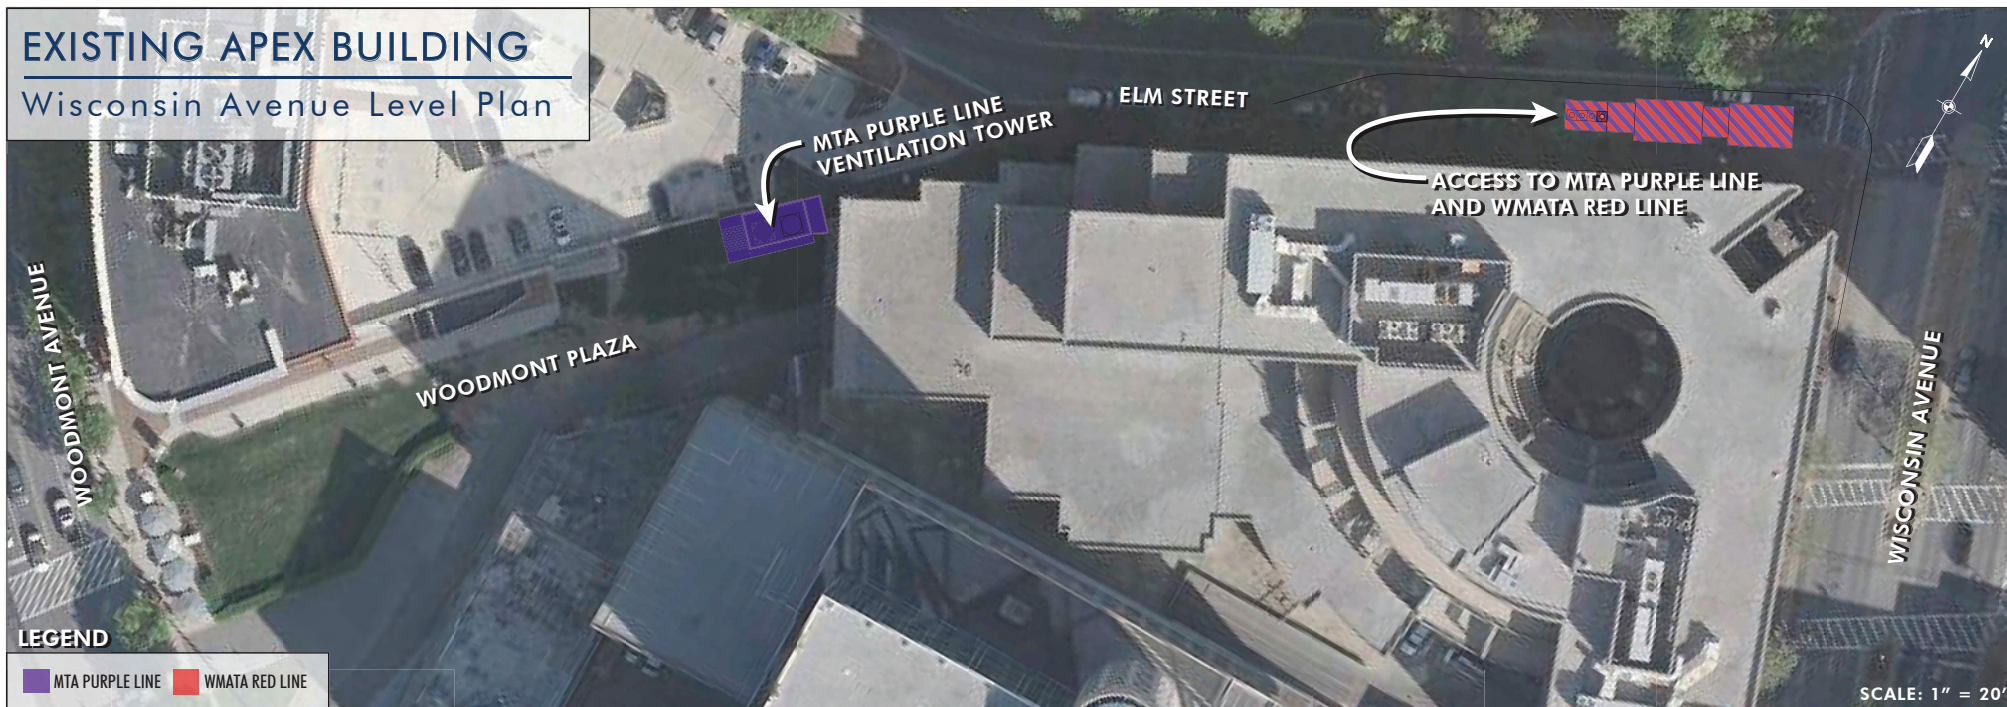 EXISTING APEX BUILDING
Wisconsin Avenue Level Plan
N
ELM STREET
MTA PURPLE LINE
VENTILATION TOWER
ACCESS TO MTA PURPLE LINE
AND WMATA RED LINE
WOODMONT AVENUE
WOODMONT PLAZA
WISCONSIN AVENUE
LEGEND
MTA PURPLE LINE
WMATA RED LINE
SCALE: 1" = 20'